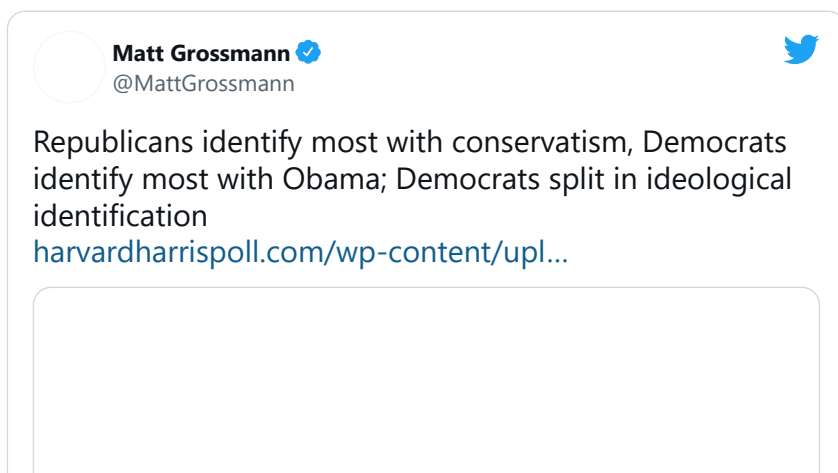 Matt Grossmann
@MattGrossmann
Republicans identify most with conservatism, Democrats
identify most with Obama; Democrats split in ideological
identification
harvardharrispoll.com/wp-content/upl...